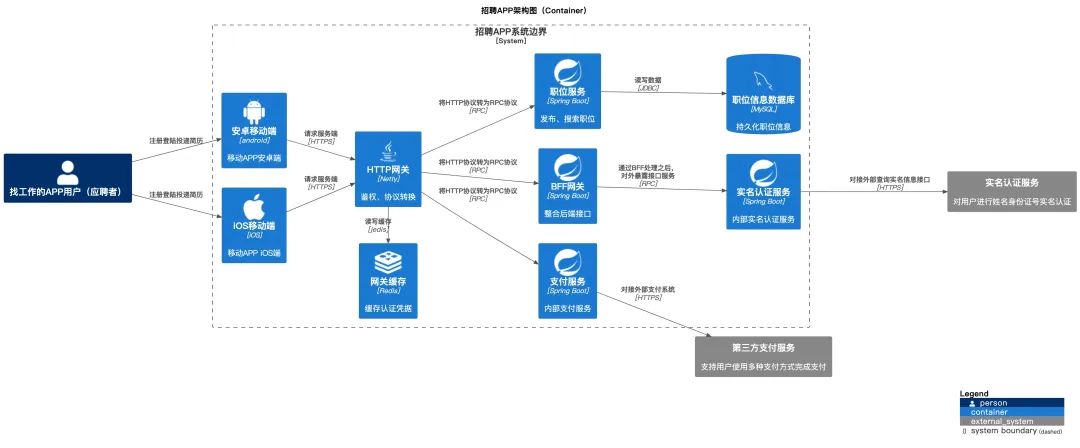 招聘APP架构图（Container）
招聘APP系统边界
[System]
找工作的APP用户（应聘者）
注册登陆投递简历
注册登陆投递简历
安卓移动端
[android]
移动APP安卓端
iOS移动端
[iOS]
移动APP iOS端
请求服务端
[HTTPS]
请求服务端
[HTTPS]
HTTP网关
[Netty]
鉴权、协议转换
读写缓存
[jedis]
网关缓存
[Redis]
缓存认证凭据
将HTTP协议转为RPC协议
[RPC]
将HTTP协议转为RPC协议
[RPC]
将HTTP协议转为RPC协议
[RPC]
职位服务
[Spring Boot]
发布、搜索职位
BFF网关
[Spring Boot]
整合后端接口
支付服务
[Spring Boot]
内部支付服务
读写数据
[JDBC]
MySQL
职位信息数据库
[MySQL]
持久化职位信息
通过BFF处理之后，
对外暴露接口服务
[RPC]
实名认证服务
[Spring Boot]
内部实名认证服务
对接外部查询实名信息接口
[HTTPS]
实名认证服务
对用户进行姓名身份证号实名认证
对接外部支付系统
[HTTPS]
第三方支付服务
支持用户使用多种支付方式完成支付
Legend
person
container
external_system
system boundary (dashed)